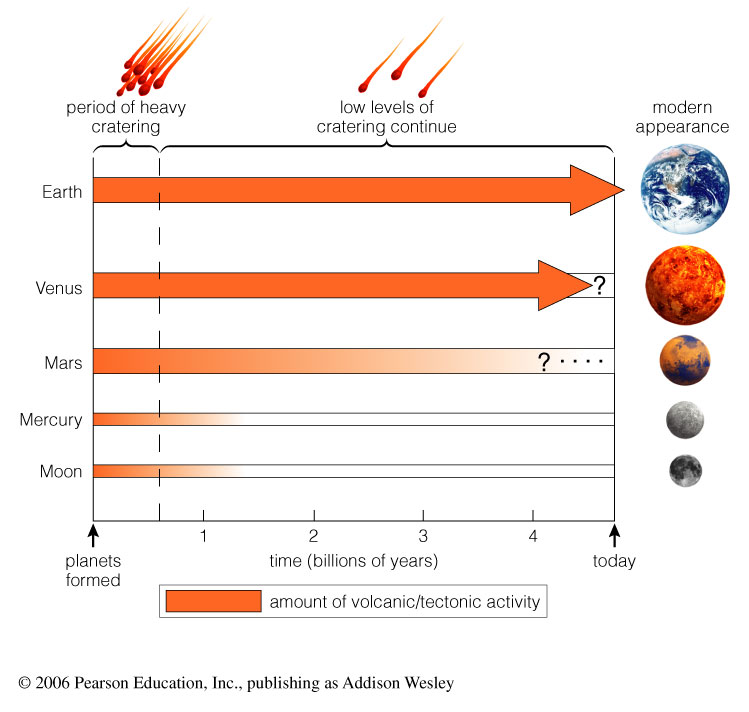 period of heavy
cratering
low levels of
cratering continue
modern
appearance
Earth
Venus
?
Mars
? . . . .
Mercury
Moon
1
2
3
4
planets
formed
time (billions of years)
today
amount of volcanic/tectonic activity
© 2006 Pearson Education, Inc., publishing as Addison Wesley